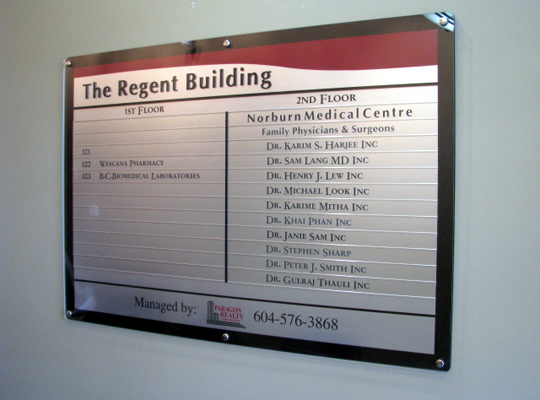 The Regent Building
1ST FLOOR
101
102 WESCANA PHARMACY
103 B-C-BIOMEDICAL LABORATORIES
2ND FLOOR
Norburn Medical Centre
Family Physicians & Surgeons
DR. KARIM S. HARJEE INC
DR. SAM LANG MD INC
DR. HENRY J. LEW INC
DR. MICHAEL LOOK INC
DR. KARIME MITHA INC
DR. KHAI PHAN INC
DR. JANIE SAM INC
DR. STEPHEN SHARP
DR. PETER J. SMITH INC
DR. GULRAJ THAULI INC
Managed by: PARAGON REALTY 604-576-3868